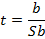 t = b / Sb